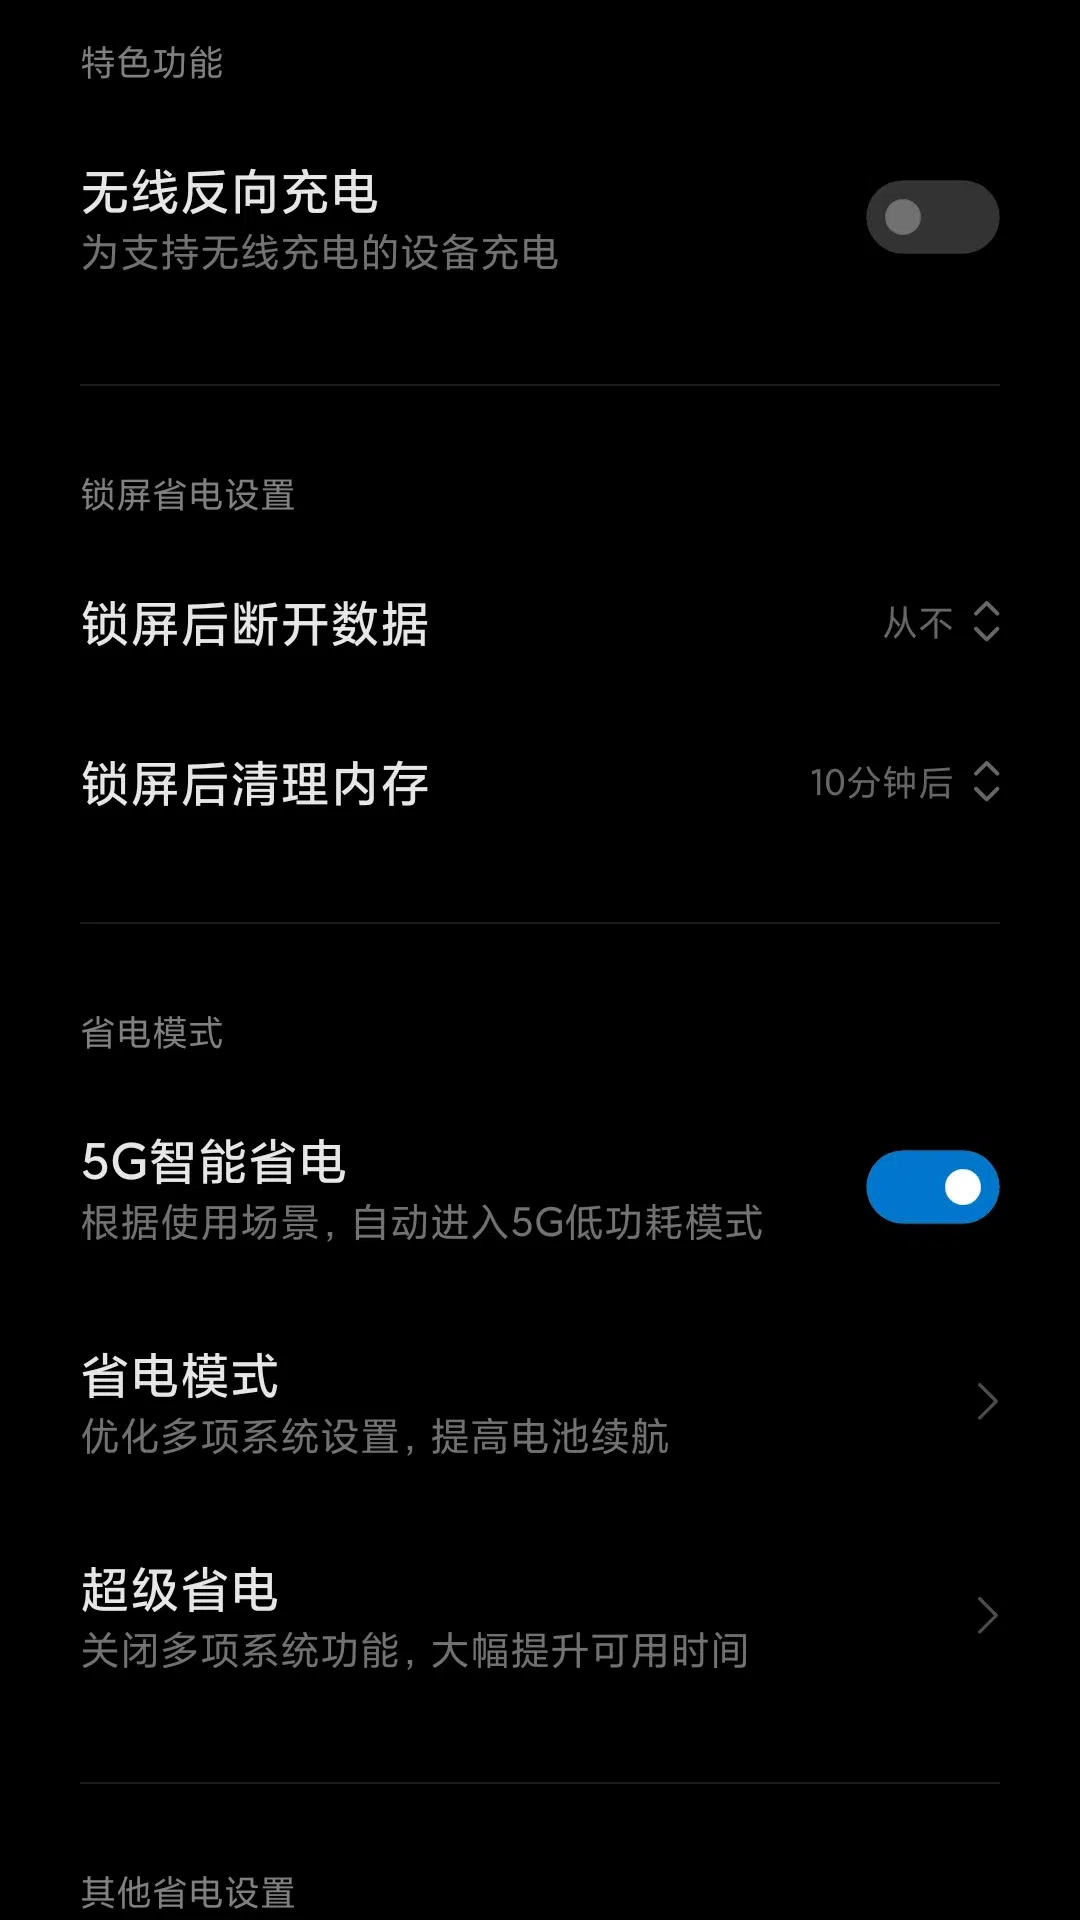 特色功能
无线反向充电
为支持无线充电的设备充电
锁屏省电设置
锁屏后断开数据
从不
锁屏后清理内存
10分钟后
省电模式
5G智能省电
根据使用场景，自动进入5G低功耗模式
省电模式
优化多项系统设置，提高电池续航
超级省电
关闭多项系统功能，大幅提升可用时间
其他省电设置